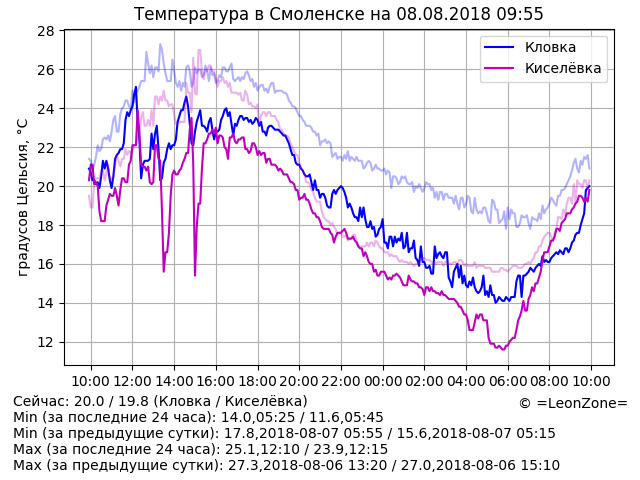 Температура в Смоленске на 08.08.2018 09:55
градусов Цельсия, °C
28
26
24
22
20
18
16
14
12
Кловка
Киселёвка
10:00 12:00 14:00 16:00 18:00 20:00 22:00 00:00 02:00 04:00 06:00 08:00 10:00
Сейчас: 20.0 / 19.8 (Кловка / Киселёвка)
© =LeonZone=
Min (за последние 24 часа): 14.0,05:25 / 11.6,05:45
Min (за предыдущие сутки): 17.8,2018-08-07 05:55 / 15.6,2018-08-07 05:15
Max (за последние 24 часа): 25.1,12:10 / 23.9,12:15
Max (за предыдущие сутки): 27.3,2018-08-06 13:20 / 27.0,2018-08-06 15:10